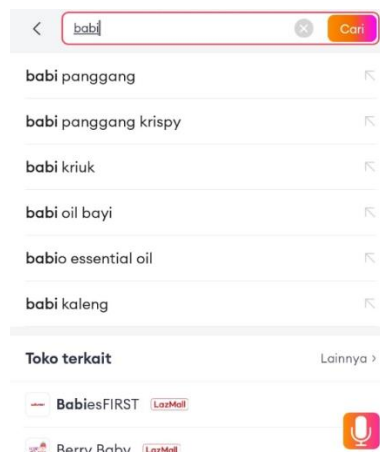 babi Cari
babi panggang
babi panggang krispy
babi kriuk
babi oil bayi
babio essential oil
babi kaleng
Toko terkait Lainnya >
BabiesFIRST LazMall
Berry Baby LazMall